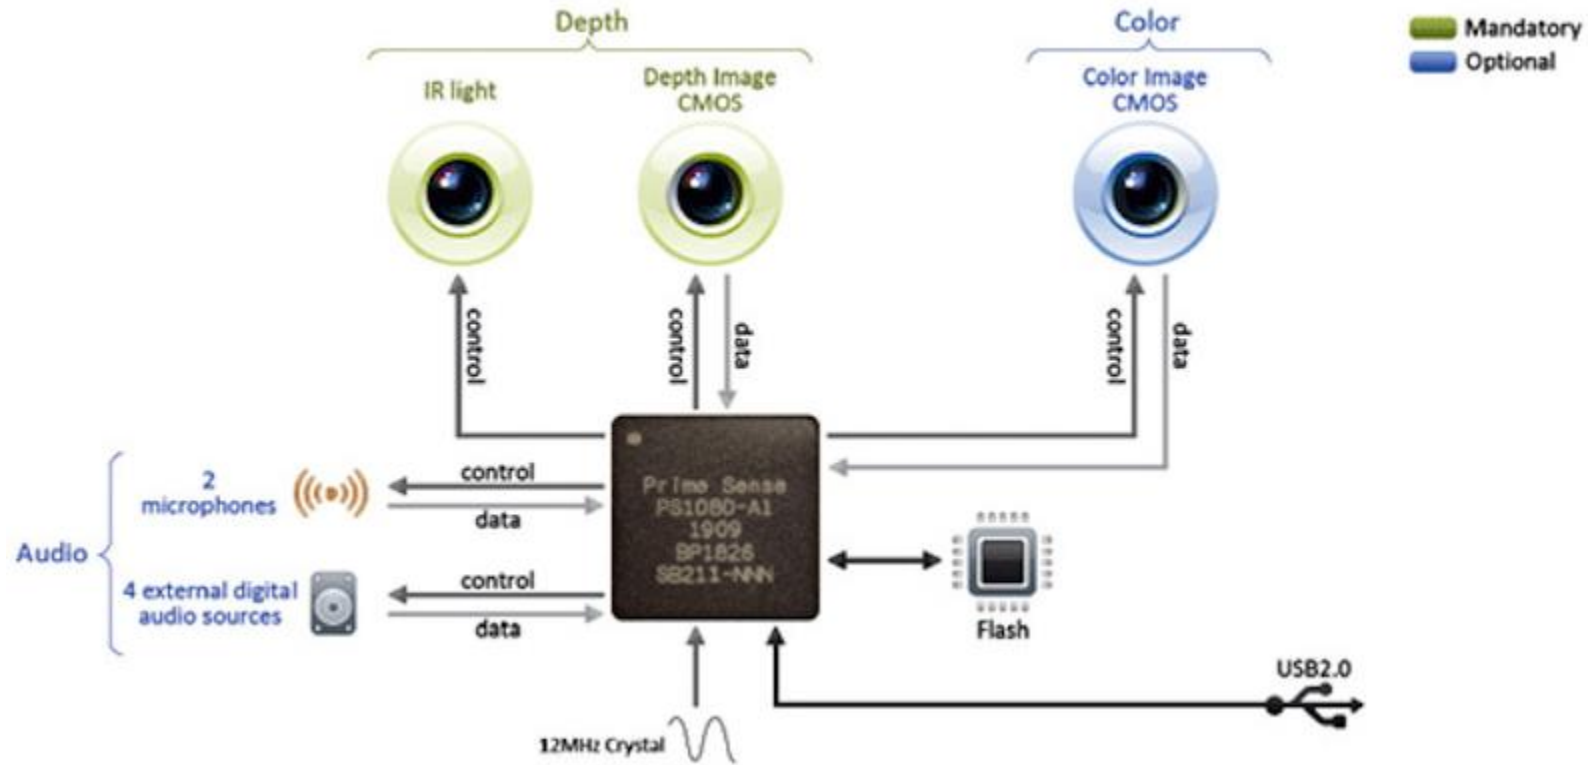 Depth
Color
Mandatory
Optional
IR light
Depth Image
CMOS
Color Image
CMOS
control
control
data
control
data
Audio
2
microphones
control
data
4 external digital
audio sources
control
data
Prime Sense
PS1080-A1
1909
BP1826
SB211-NNN
Flash
USB2.0
12MHz Crystal